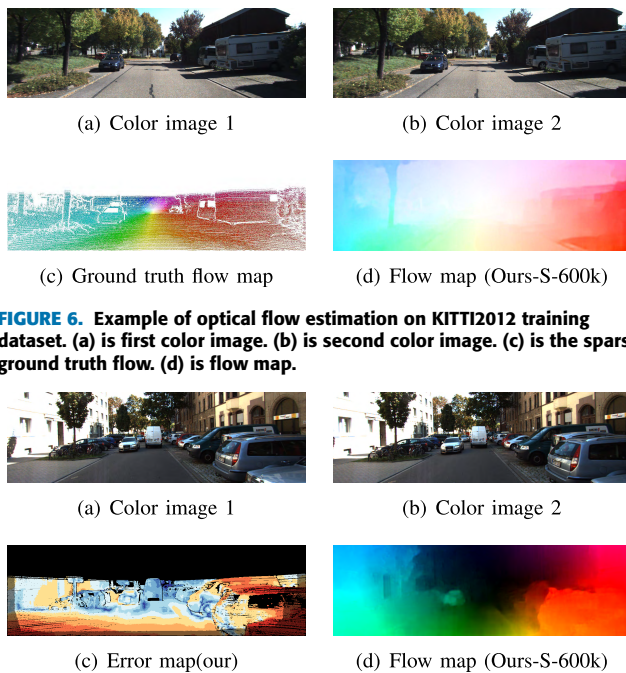 (a) Color image 1
(b) Color image 2
(c) Ground truth flow map
(d) Flow map (Ours-S-600k)
FIGURE 6. Example of optical flow estimation on KITTI2012 training
dataset. (a) is first color image. (b) is second color image. (c) is the spars
ground truth flow. (d) is flow map.
(a) Color image 1
(b) Color image 2
(c) Error map(our)
(d) Flow map (Ours-S-600k)